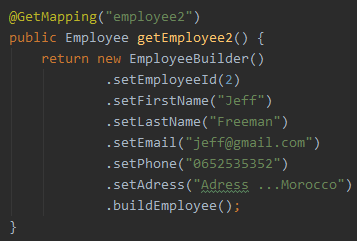 @GetMapping("employee2")
public Employee getEmployee2() {
    return new EmployeeBuilder()
            .setEmployeeId(2)
            .setFirstName("Jeff")
            .setLastName("Freeman")
            .setEmail("jeff@gmail.com")
            .setPhone("0652535352")
            .setAdress("Adress ...Morocco")
            .buildEmployee();
}